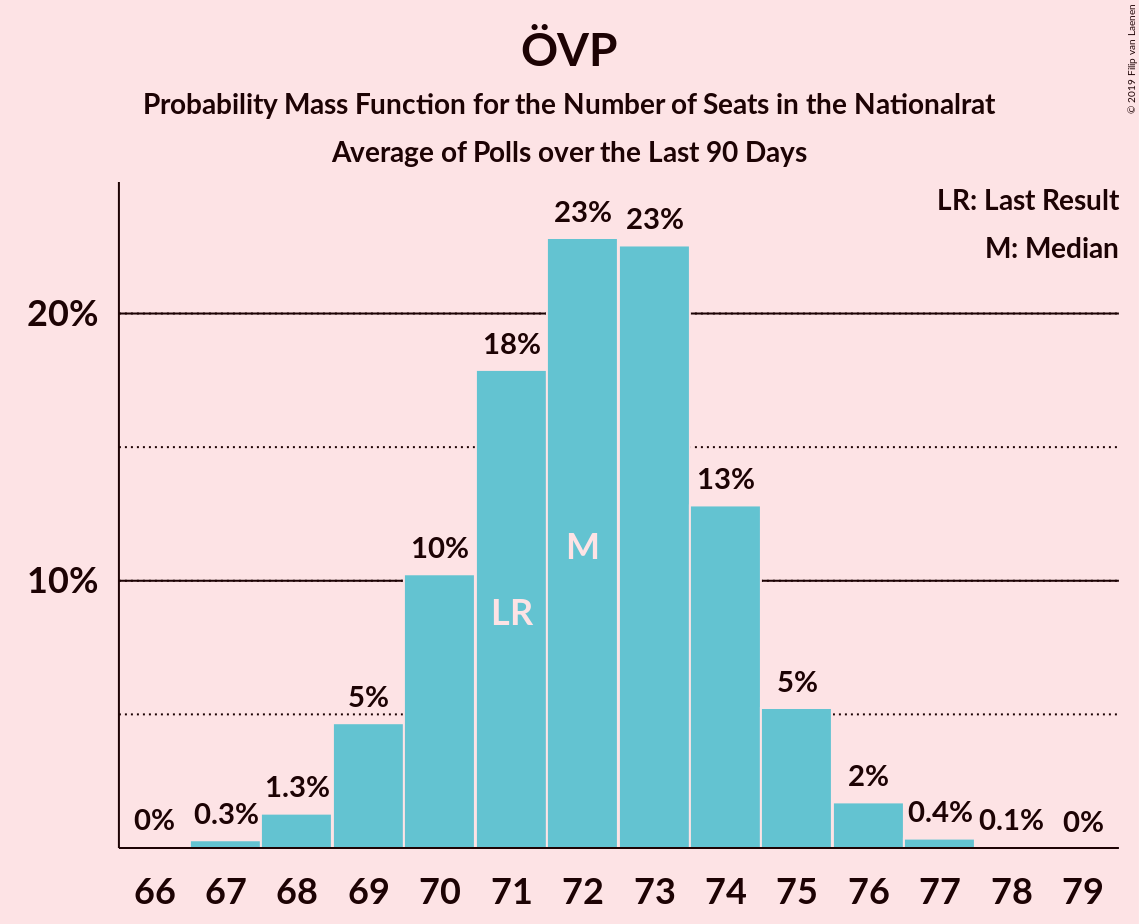 ÖVP
Probability Mass Function for the Number of Seats in the Nationalrat
Average of Polls over the Last 90 Days
© 2019 Filip van Laenen
LR: Last Result
M: Median
20%
10%
0%
0.3%
1.3%
5%
10%
18%
23%
23%
13%
5%
2%
0.4%
0.1%
0%
LR
M
66 67 68 69 70 71 72 73 74 75 76 77 78 79